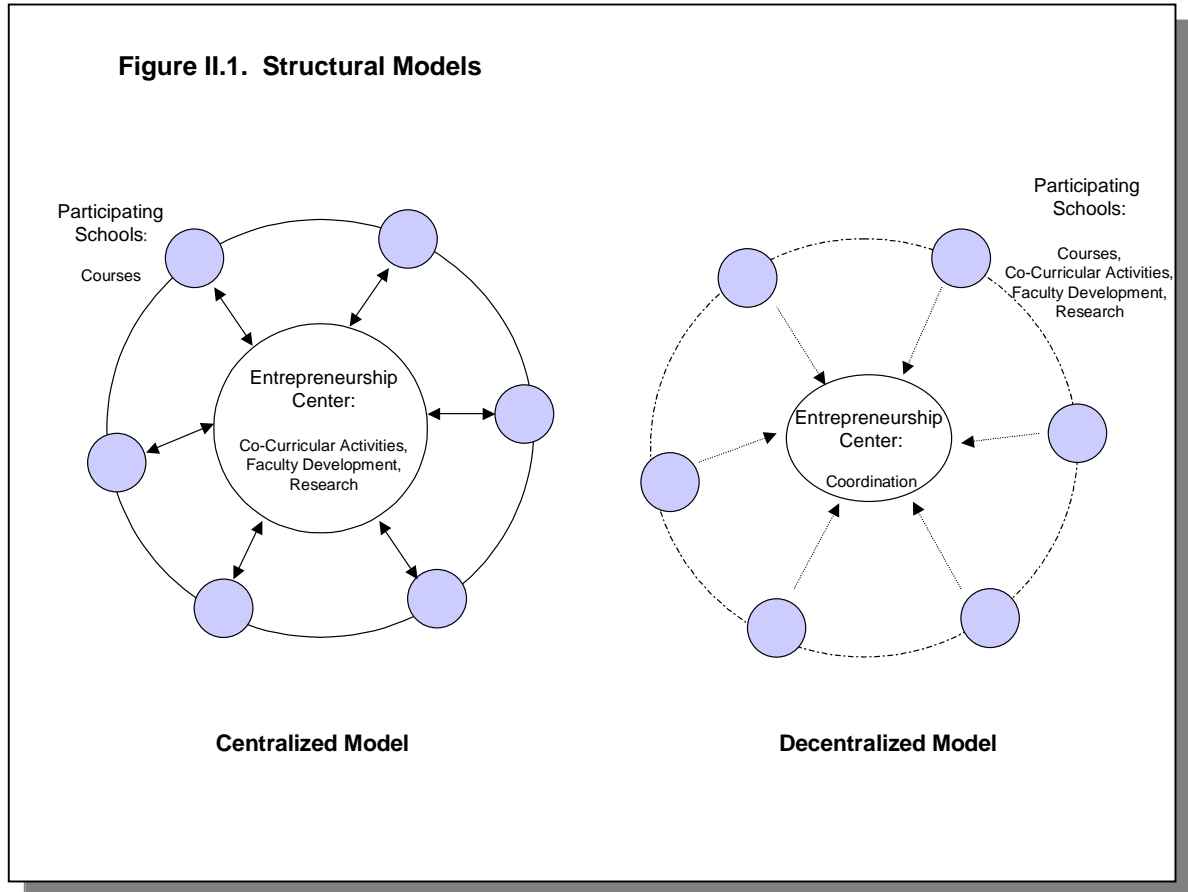 Figure II.1. Structural Models
Participating
Schools:
Courses
Entrepreneurship
Center:
Co-Curricular Activities,
Faculty Development,
Research
Centralized Model
Participating
Schools:
Courses,
Co-Curricular Activities,
Faculty Development,
Research
Entrepreneurship
Center:
Coordination
Decentralized Model